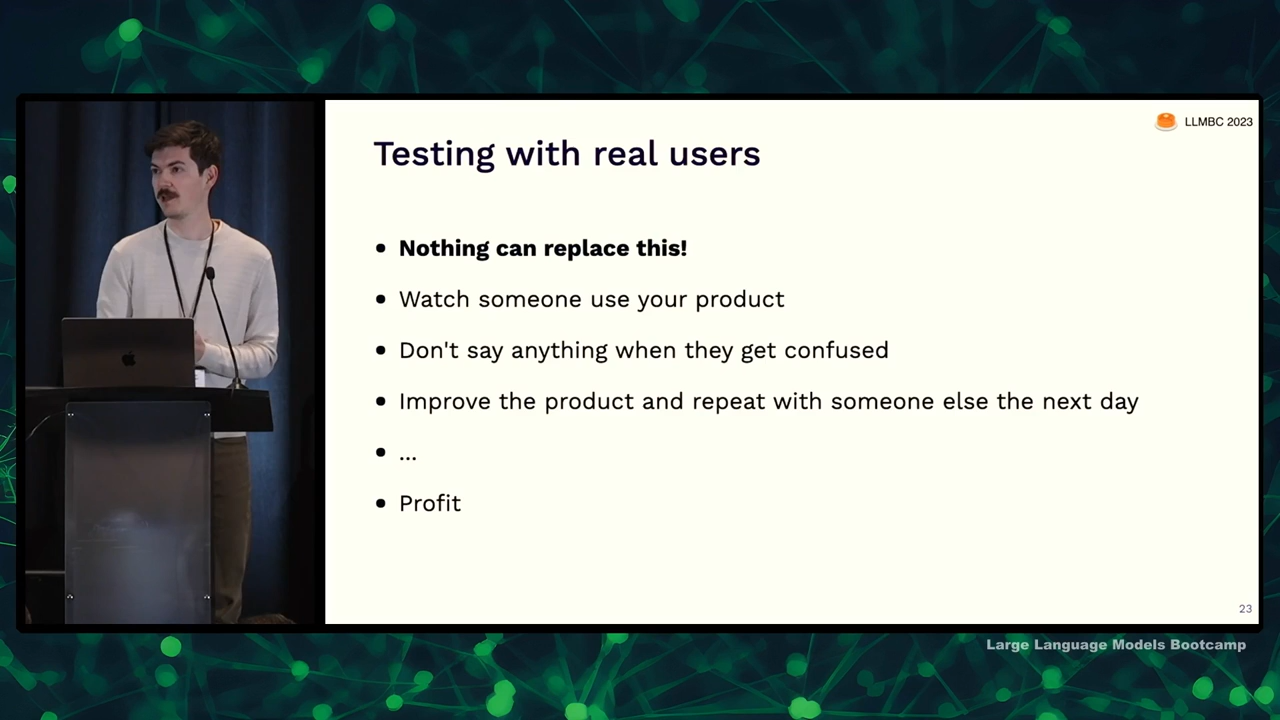 LLMBC 2023
Testing with real users
• Nothing can replace this!
• Watch someone use your product
• Don't say anything when they get confused
• Improve the product and repeat with someone else the next day
• ...
• Profit
23
Large Language Models Bootcamp